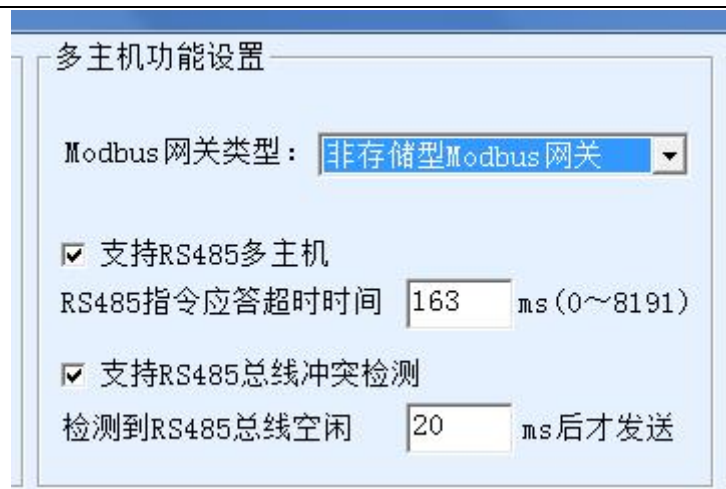 多主机功能设置
Modbus网关类型： 非存储型Modbus网关
支持RS485多主机
RS485指令应答超时时间 163 ms(0～8191)
支持RS485总线冲突检测
检测到RS485总线空闲 20 ms后才发送